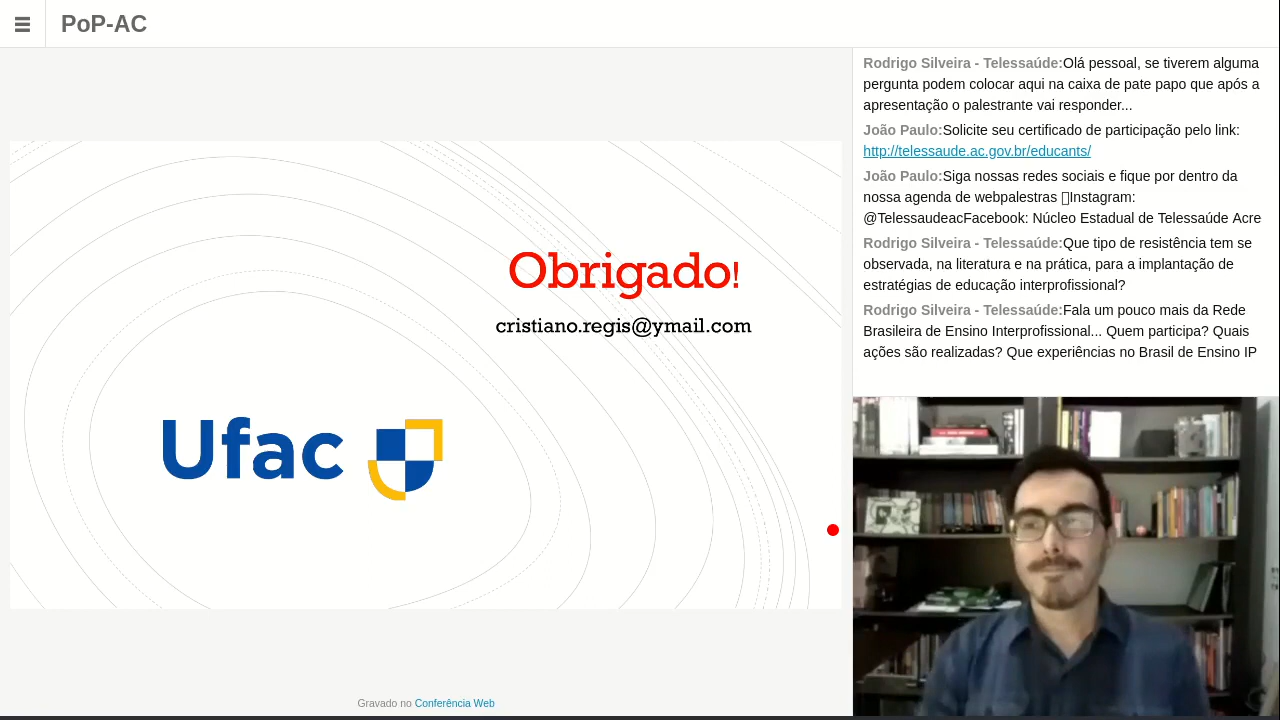 PoP-AC
Obrigado!
cristiano.regis@ymail.com
Ufac
Gravado no Conferência Web
Rodrigo Silveira - Telessaúde:Olá pessoal, se tiverem alguma
pergunta podem colocar aqui na caixa de pate papo que após a
apresentação o palestrante vai responder...
João Paulo:Solicite seu certificado de participação pelo link:
http://telessaude.ac.gov.br/educants/
João Paulo:Siga nossas redes sociais e fique por dentro da
nossa agenda de webpalestras Instagram:
@TelessaudeacFacebook: Núcleo Estadual de Telessaúde Acre
Rodrigo Silveira - Telessaúde:Que tipo de resistência tem se
observada, na literatura e na prática, para a implantação de
estratégias de educação interprofissional?
Rodrigo Silveira - Telessaúde:Fala um pouco mais da Rede
Brasileira de Ensino Interprofissional... Quem participa? Quais
ações são realizadas? Que experiências no Brasil de Ensino IP